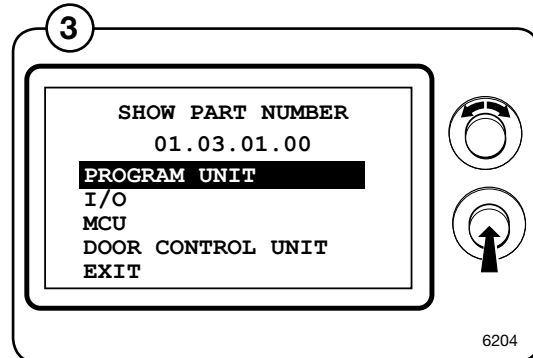 3
SHOW PART NUMBER
01.03.01.00
PROGRAM UNIT
I/O
MCU
DOOR CONTROL UNIT
EXIT
6204